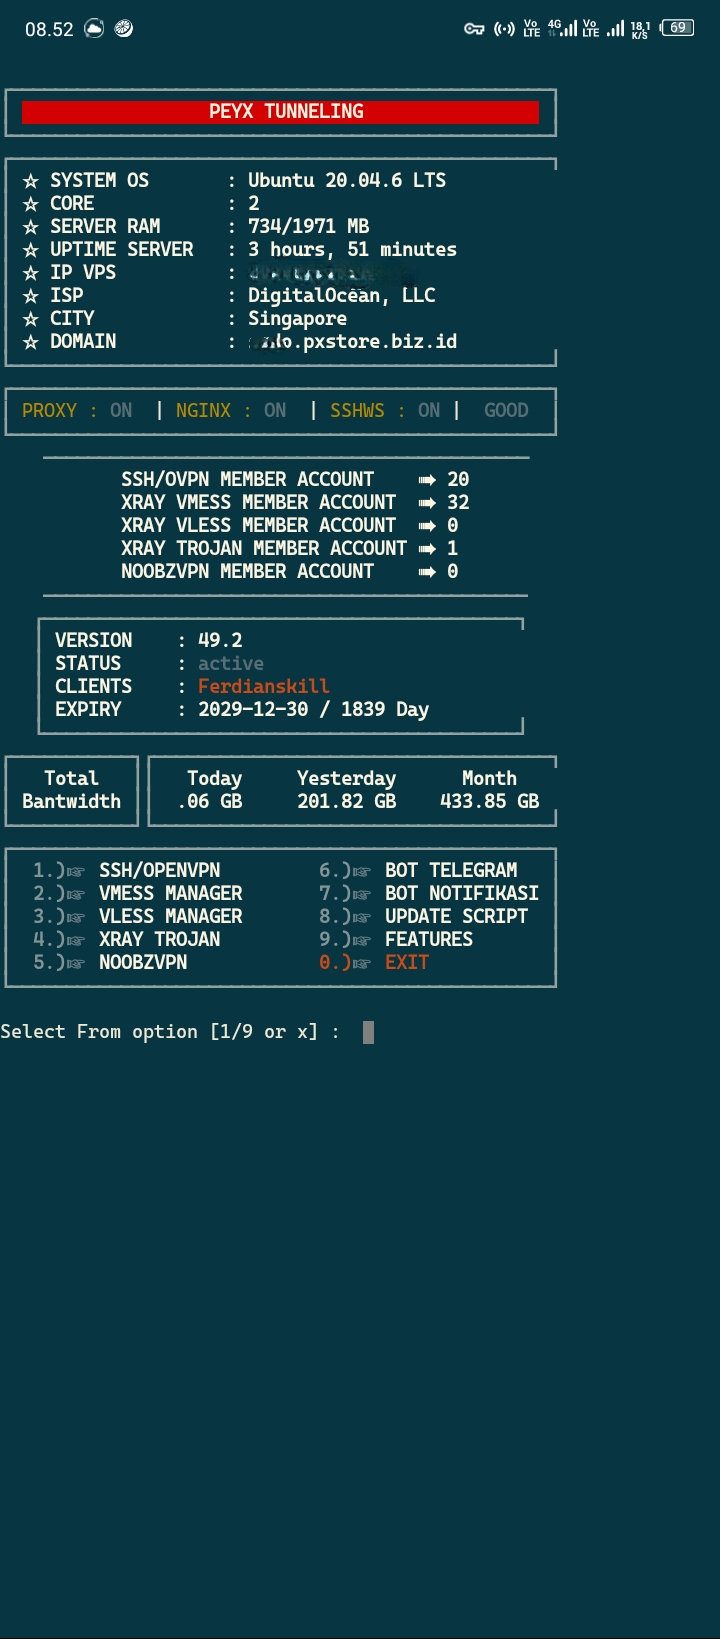 08.52 Vo LTE 4G Vo LTE 18,1 K/S 69
PEYX TUNNELING
☆ SYSTEM OS : Ubuntu 20.04.6 LTS
☆ CORE : 2
☆ SERVER RAM : 734/1971 MB
☆ UPTIME SERVER : 3 hours, 51 minutes
☆ IP VPS :
☆ ISP : DigitalOcean, LLC
☆ CITY : Singapore
☆ DOMAIN : .pxstore.biz.id
PROXY : ON | NGINX : ON | SSHWS : ON | GOOD
SSH/OVPN MEMBER ACCOUNT ➠ 20
XRAY VMESS MEMBER ACCOUNT ➠ 32
XRAY VLESS MEMBER ACCOUNT ➠ 0
XRAY TROJAN MEMBER ACCOUNT ➠ 1
NOOBZVPN MEMBER ACCOUNT ➠ 0
VERSION : 49.2
STATUS : active
CLIENTS : Ferdianskill
EXPIRY : 2029-12-30 / 1839 Day
Total Today Yesterday Month
Bantwidth .06 GB 201.82 GB 433.85 GB
1.)☞ SSH/OPENVPN 6.)☞ BOT TELEGRAM
2.)☞ VMESS MANAGER 7.)☞ BOT NOTIFIKASI
3.)☞ VLESS MANAGER 8.)☞ UPDATE SCRIPT
4.)☞ XRAY TROJAN 9.)☞ FEATURES
5.)☞ NOOBZVPN 0.)☞ EXIT
Select From option [1/9 or x] :